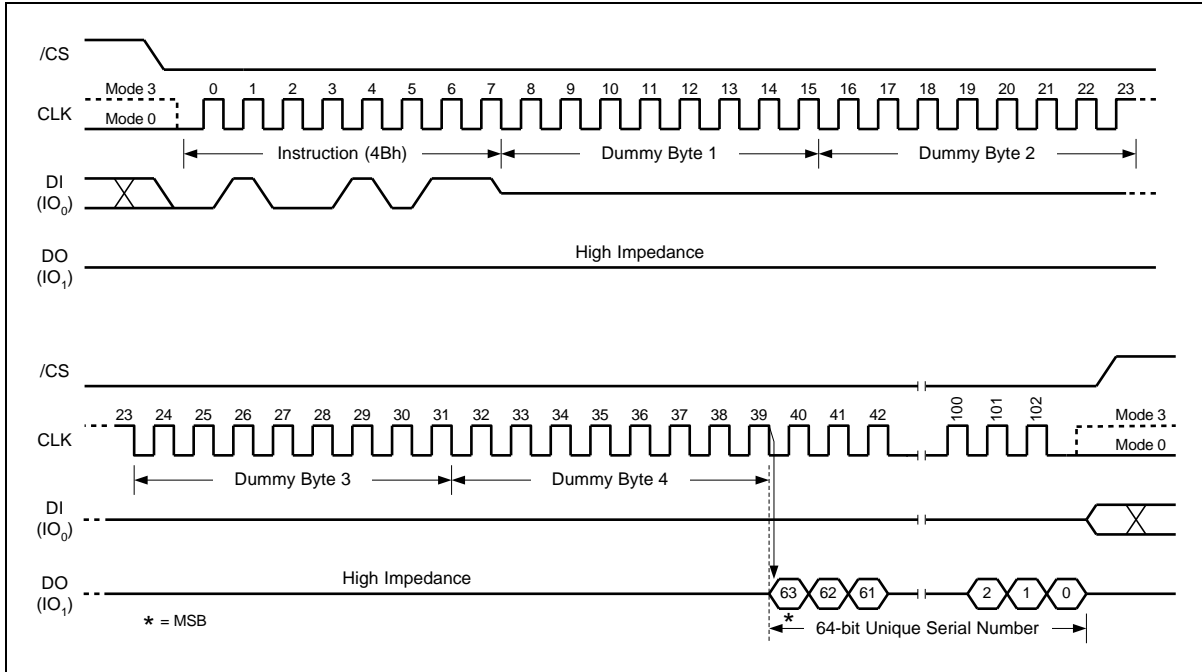 /CS
Mode 3
0 1 2 3 4 5 6 7 8 9 10 11 12 13 14 15 16 17 18 19 20 21 22 23
CLK
Mode 0
Instruction (4Bh) Dummy Byte 1 Dummy Byte 2
DI
(IO0)
High Impedance
DO
(IO1)
/CS
23 24 25 26 27 28 29 30 31 32 33 34 35 36 37 38 39 40 41 42 100 101 102
Mode 3
CLK
Mode 0
Dummy Byte 3 Dummy Byte 4
DI
(IO0)
High Impedance
DO
(IO1)
63 62 61 2 1 0
* = MSB
*
64-bit Unique Serial Number